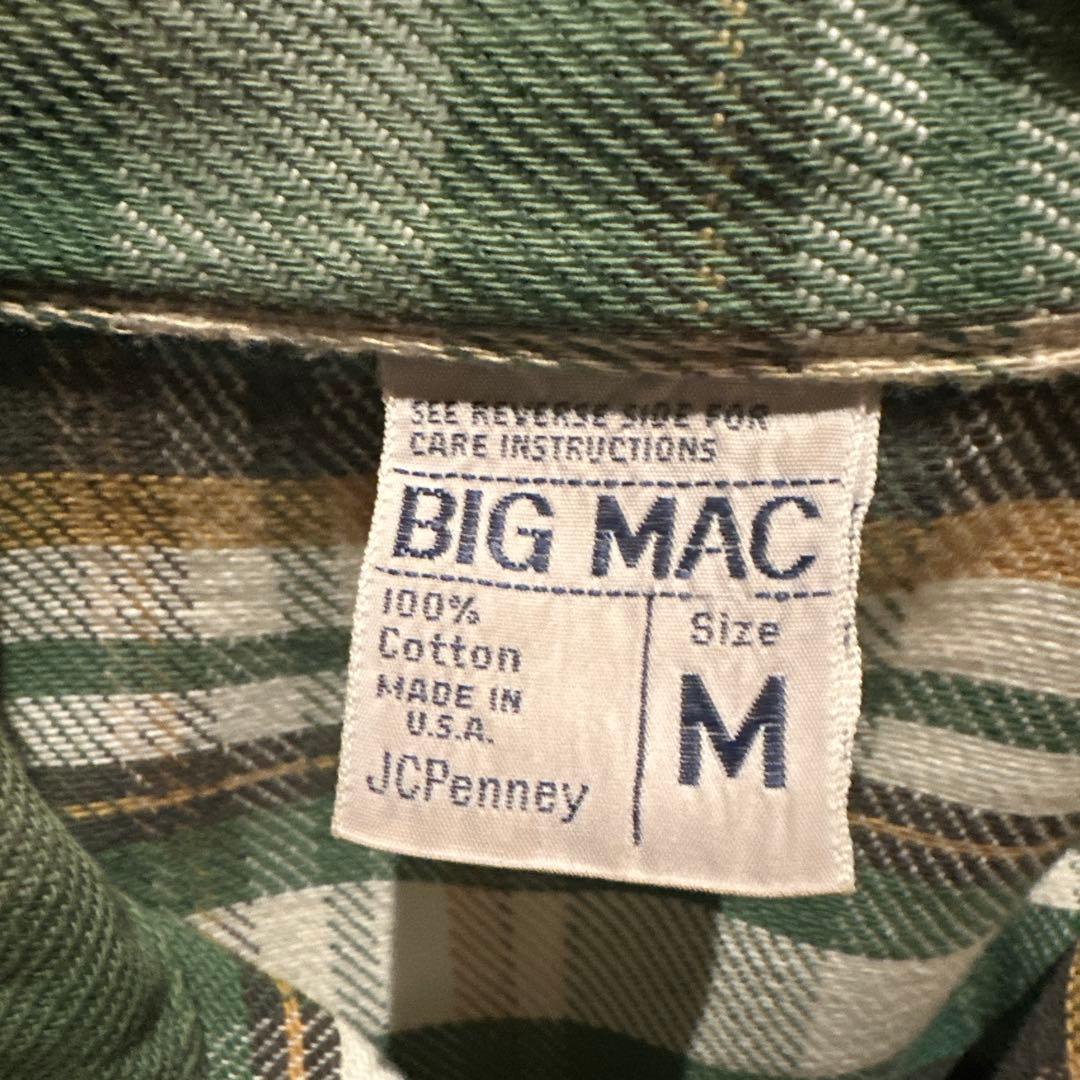 SEE REVERSE SIDE FOR
CARE INSTRUCTIONS
BIG MAC
100%
Cotton
MADE IN
U.S.A.
JCPenney
Size
M